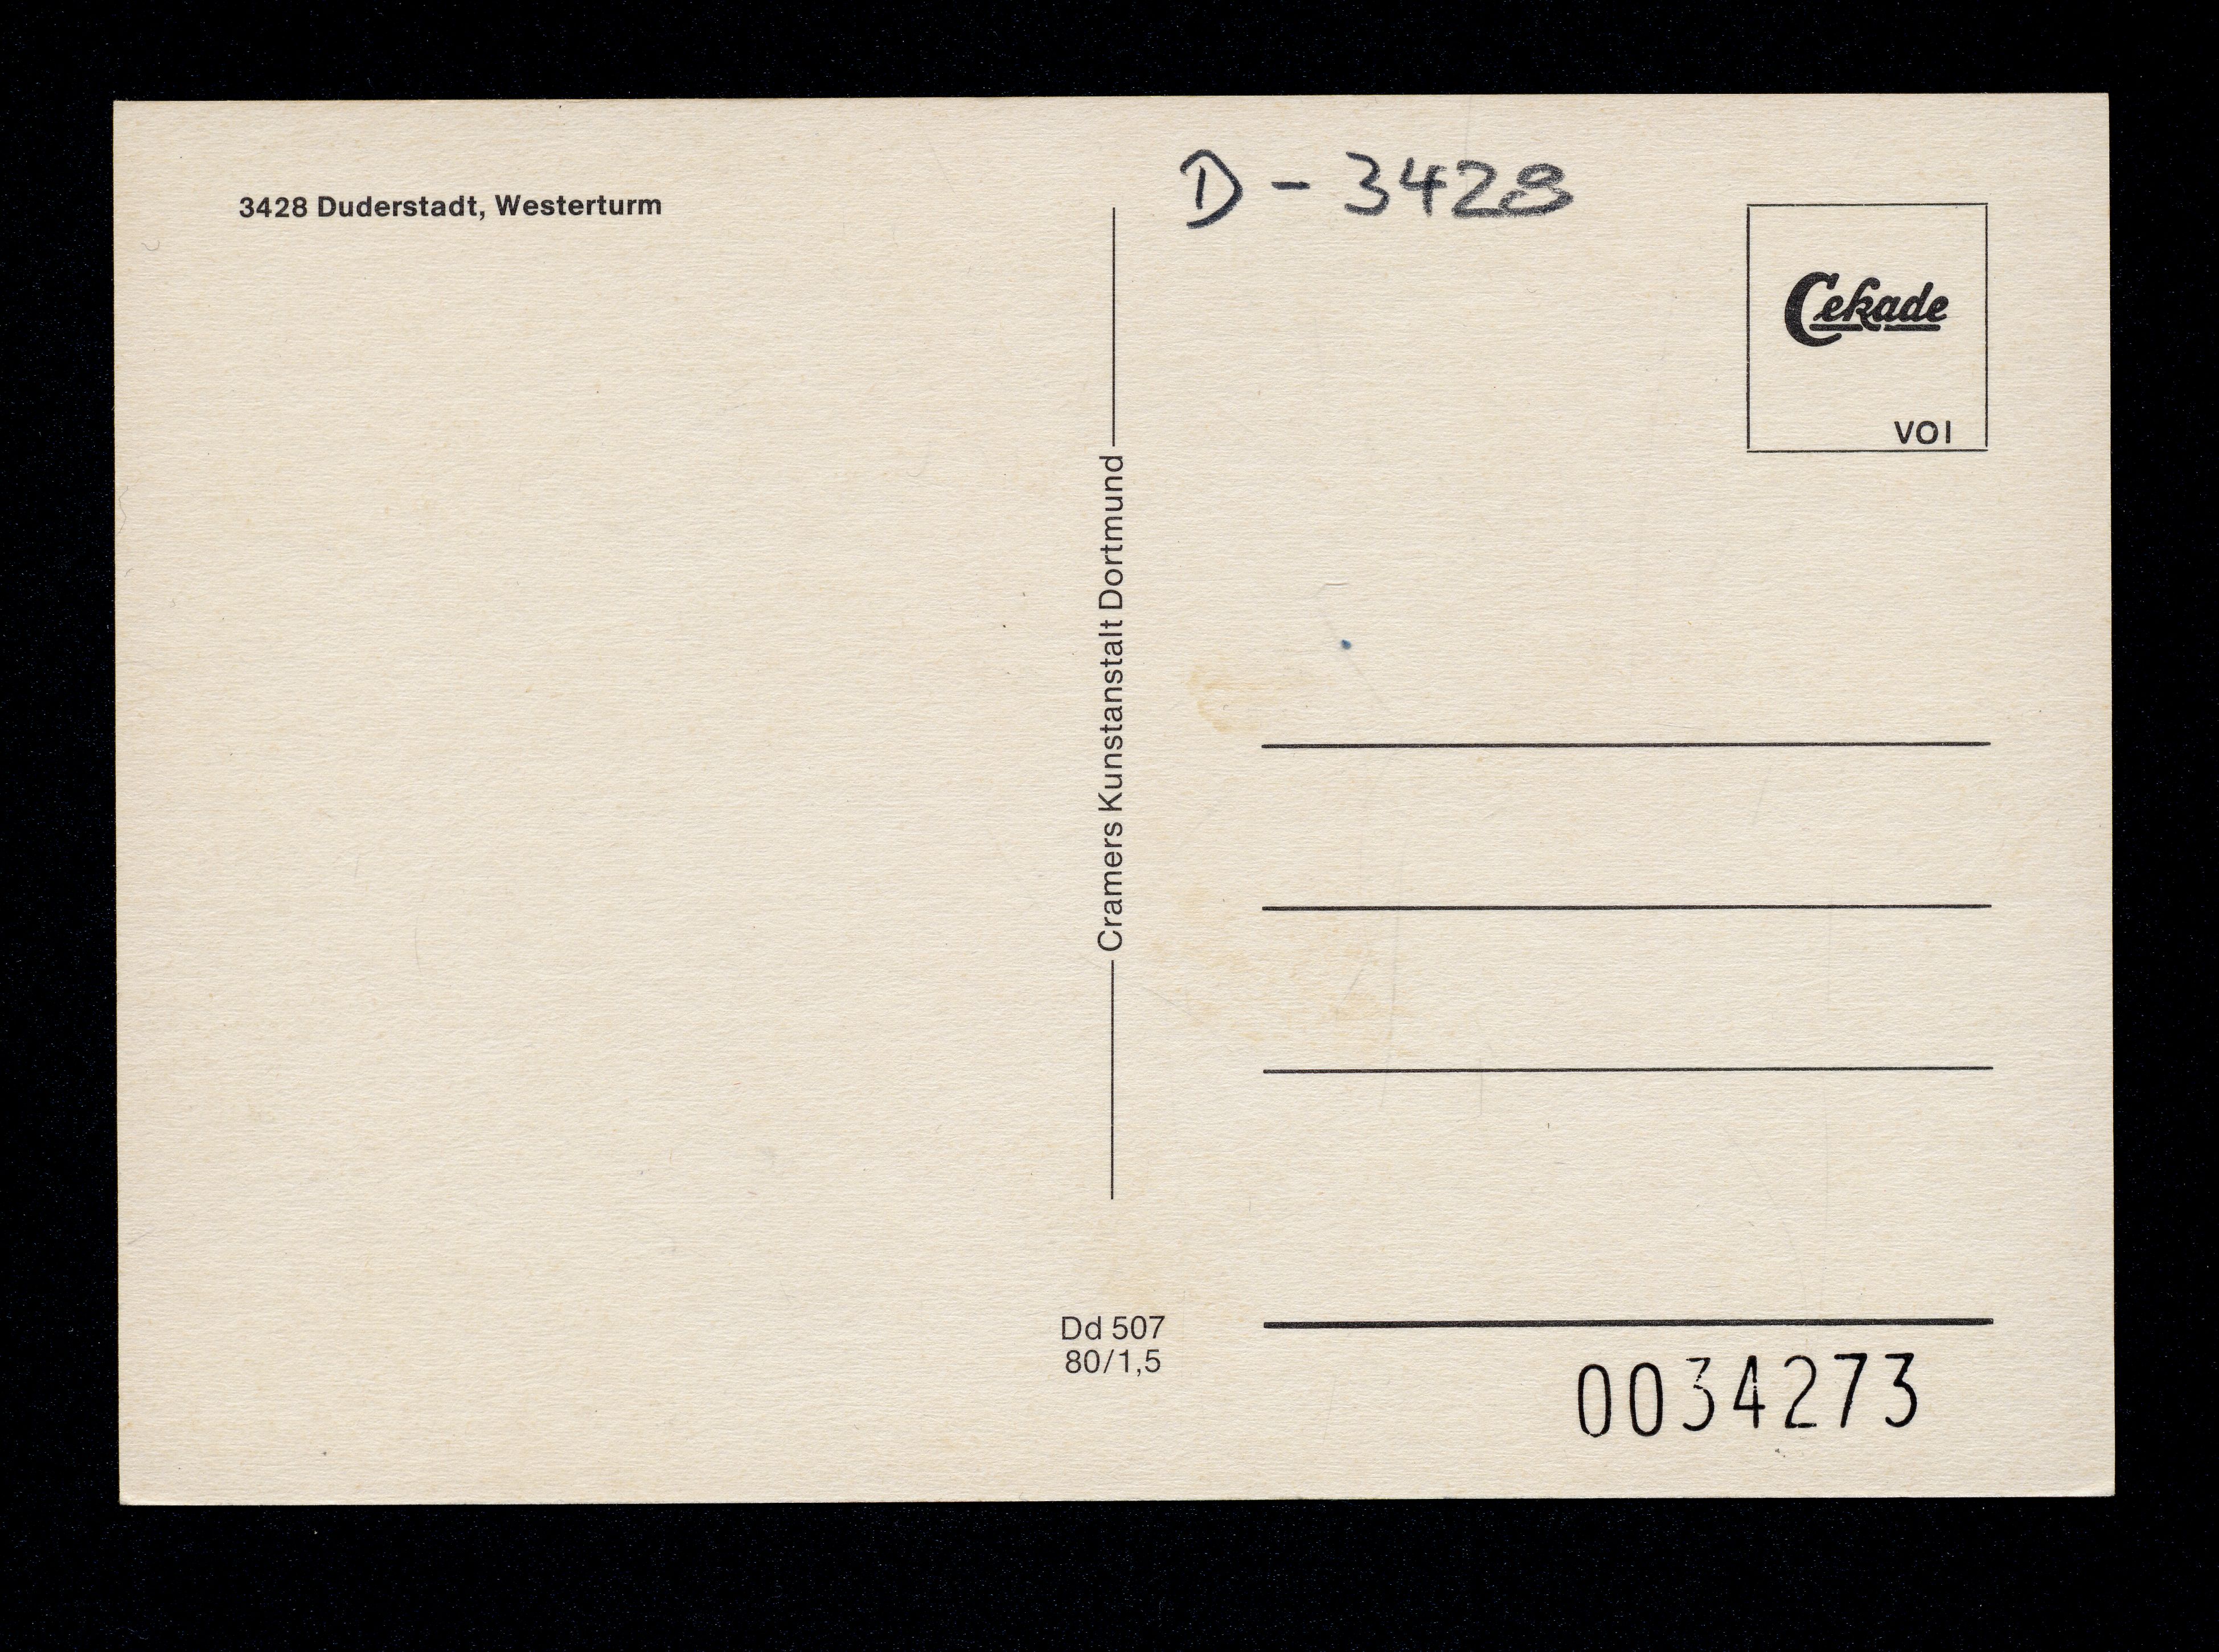 3428 Duderstadt, Westerturm
Cramers Kunstanstalt Dortmund
Dd 507
80/1,5
D - 3428
Cekade
VOI
0034273